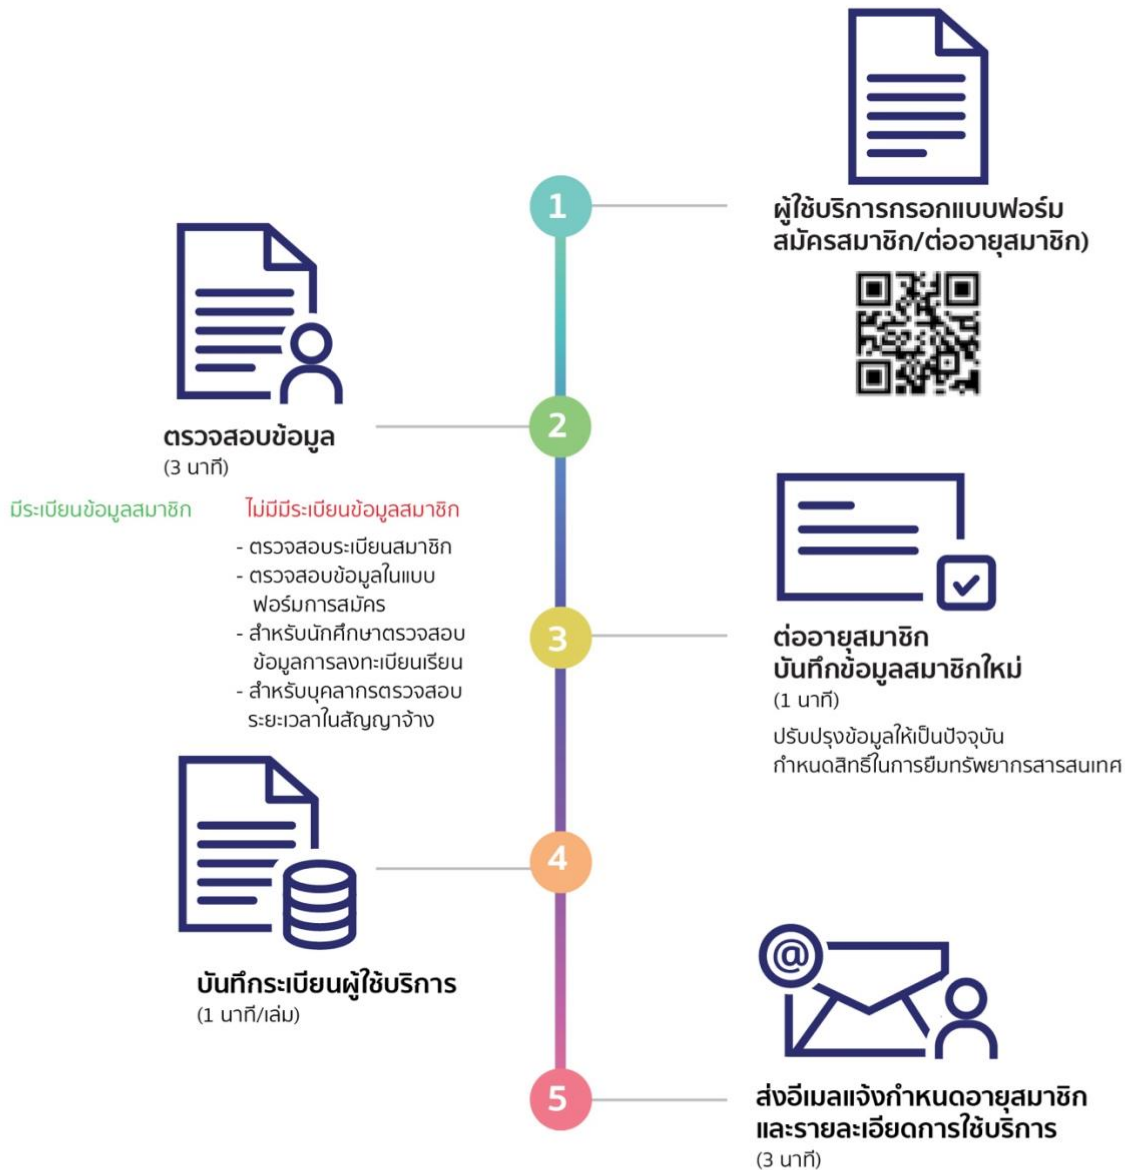 1
ผู้ใช้บริการกรอกแบบฟอร์ม
สมัครสมาชิก/ต่ออายุสมาชิก)
2
ตรวจสอบข้อมูล
(3 นาที)
มีระเบียนข้อมูลสมาชิก
ไม่มีมีระเบียนข้อมูลสมาชิก
- ตรวจสอบระเบียนสมาชิก
- ตรวจสอบข้อมูลในแบบ
ฟอร์มการสมัคร
- สำหรับนักศึกษาตรวจสอบ
ข้อมูลการลงทะเบียนเรียน
- สำหรับบุคลากรตรวจสอบ
ระยะเวลาในสัญญาจ้าง
3
ต่ออายุสมาชิก
บันทึกข้อมูลสมาชิกใหม่
(1 นาที)
ปรับปรุงข้อมูลให้เป็นปัจจุบัน
กำหนดสิทธิ์ในการยืมทรัพยากรสารสนเทศ
4
บันทึกระเบียนผู้ใช้บริการ
(1 นาที/เล่ม)
@
5
ส่งอีเมลแจ้งกำหนดอายุสมาชิก
และรายละเอียดการใช้บริการ
(3 นาที)